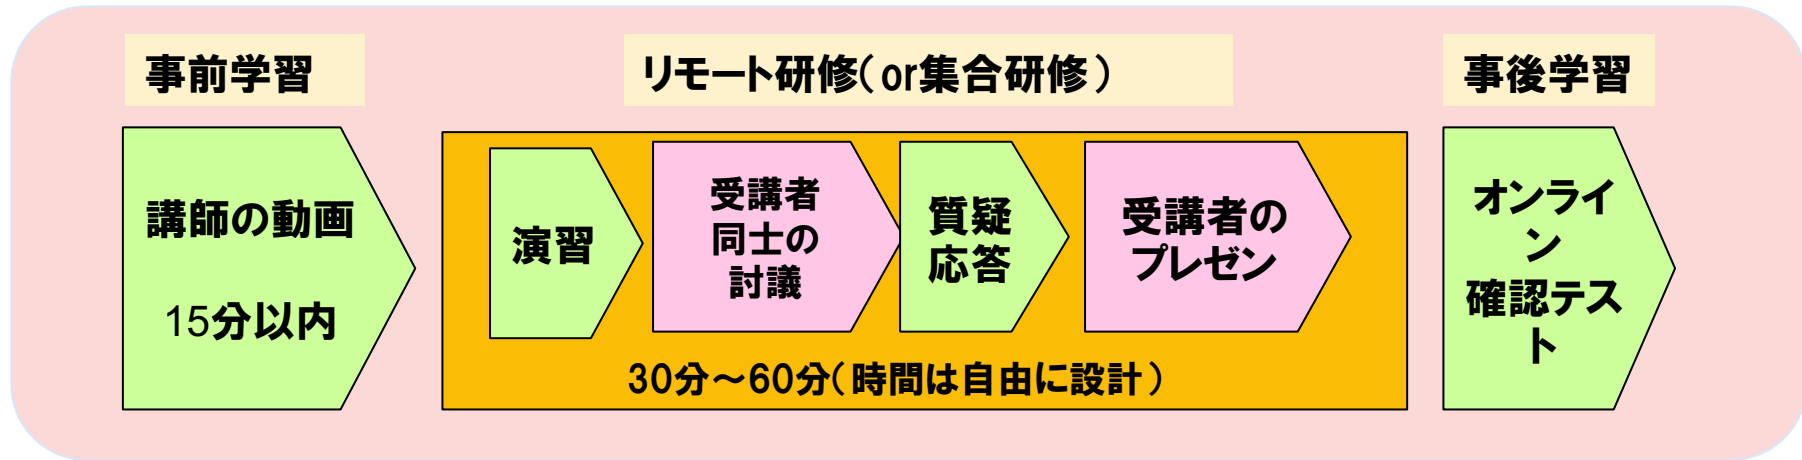 事前学習
リモート研修(or集合研修)
事後学習
講師の動画
15分以内
演習
受講者
同士の
討議
質疑
応答
受講者の
プレゼン
30分～60分(時間は自由に設計)
オンライ
ン
確認テス
ト